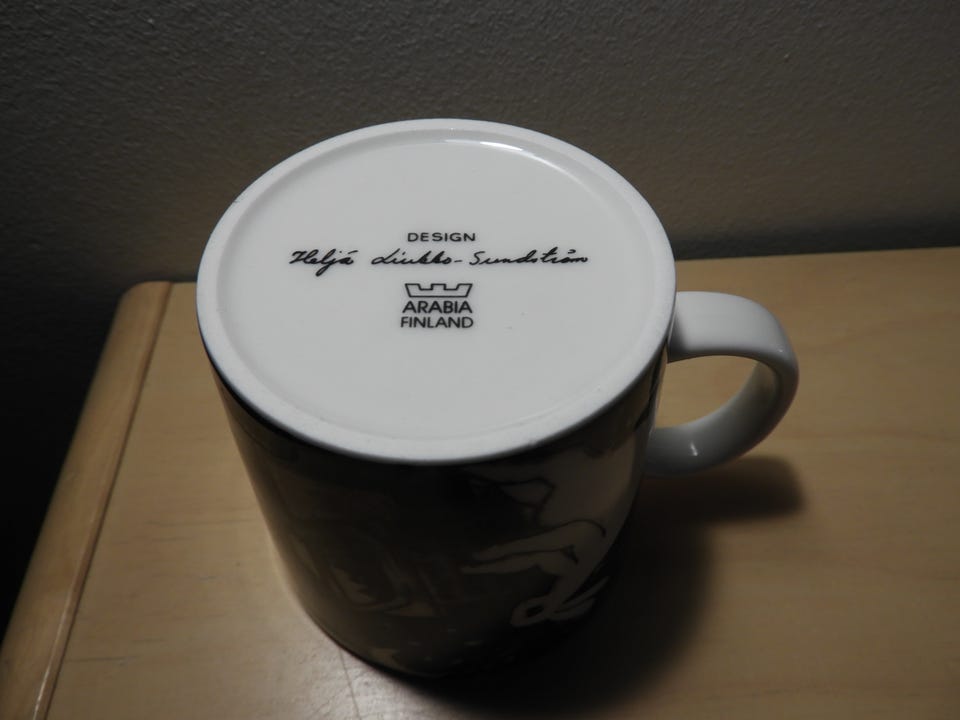 DESIGN
Heljä Liukko-Sundström
ARABIA
FINLAND